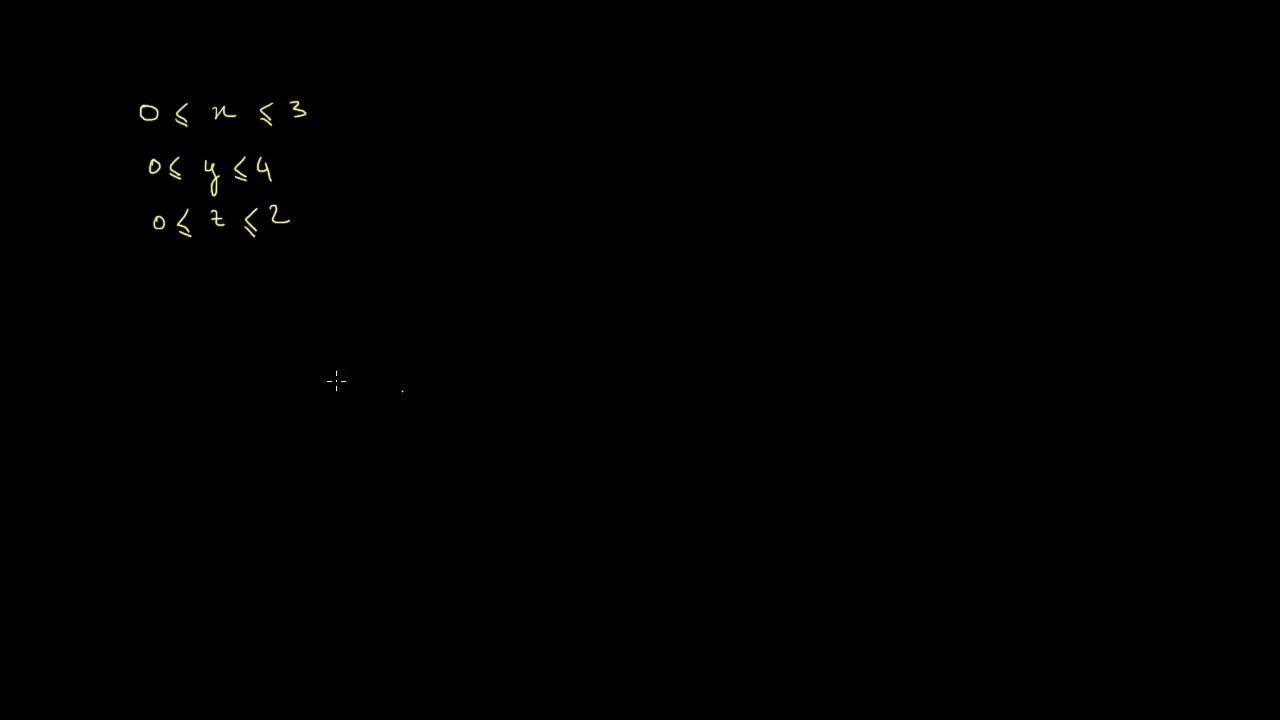 0 ≤ x ≤ 3
0 ≤ y ≤ 4
0 ≤ z ≤ 2